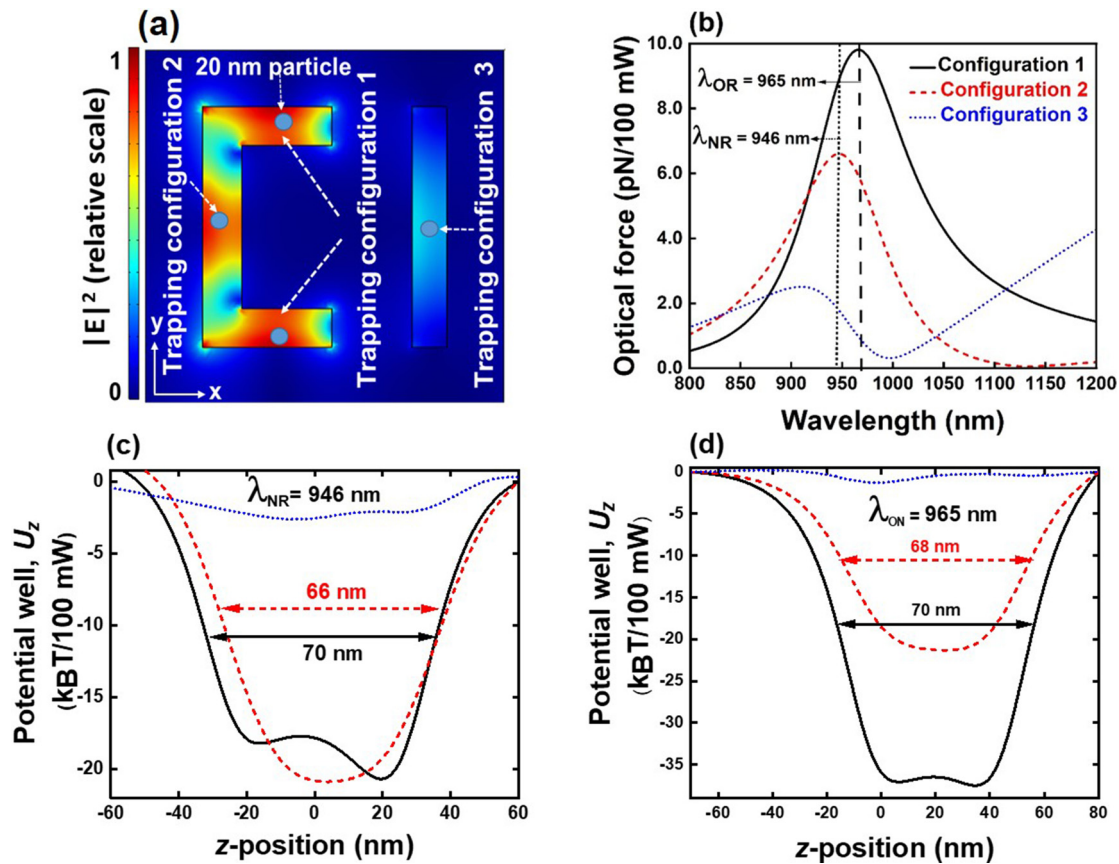 (a)
|E|² (relative scale)
1
0
Trapping configuration 2
20 nm particle
Trapping configuration 1
Trapping configuration 3
y
x
(b)
Optical force (pN/100 mW)
10.0
8.0
6.0
4.0
2.0
0.0
λOR = 965 nm
λNR = 946 nm
Configuration 1
Configuration 2
Configuration 3
800 850 900 950 1000 1050 1100 1150 1200
Wavelength (nm)
(c)
Potential well, Uz
(kBT/100 mW)
0
-5
-10
-15
-20
λNR = 946 nm
66 nm
70 nm
-60 -40 -20 0 20 40 60
z-position (nm)
(d)
Potential well, Uz
(kBT/100 mW)
0
-5
-10
-15
-20
-25
-30
-35
λON = 965 nm
68 nm
70 nm
-60 -40 -20 0 20 40 60 80
z-position (nm)